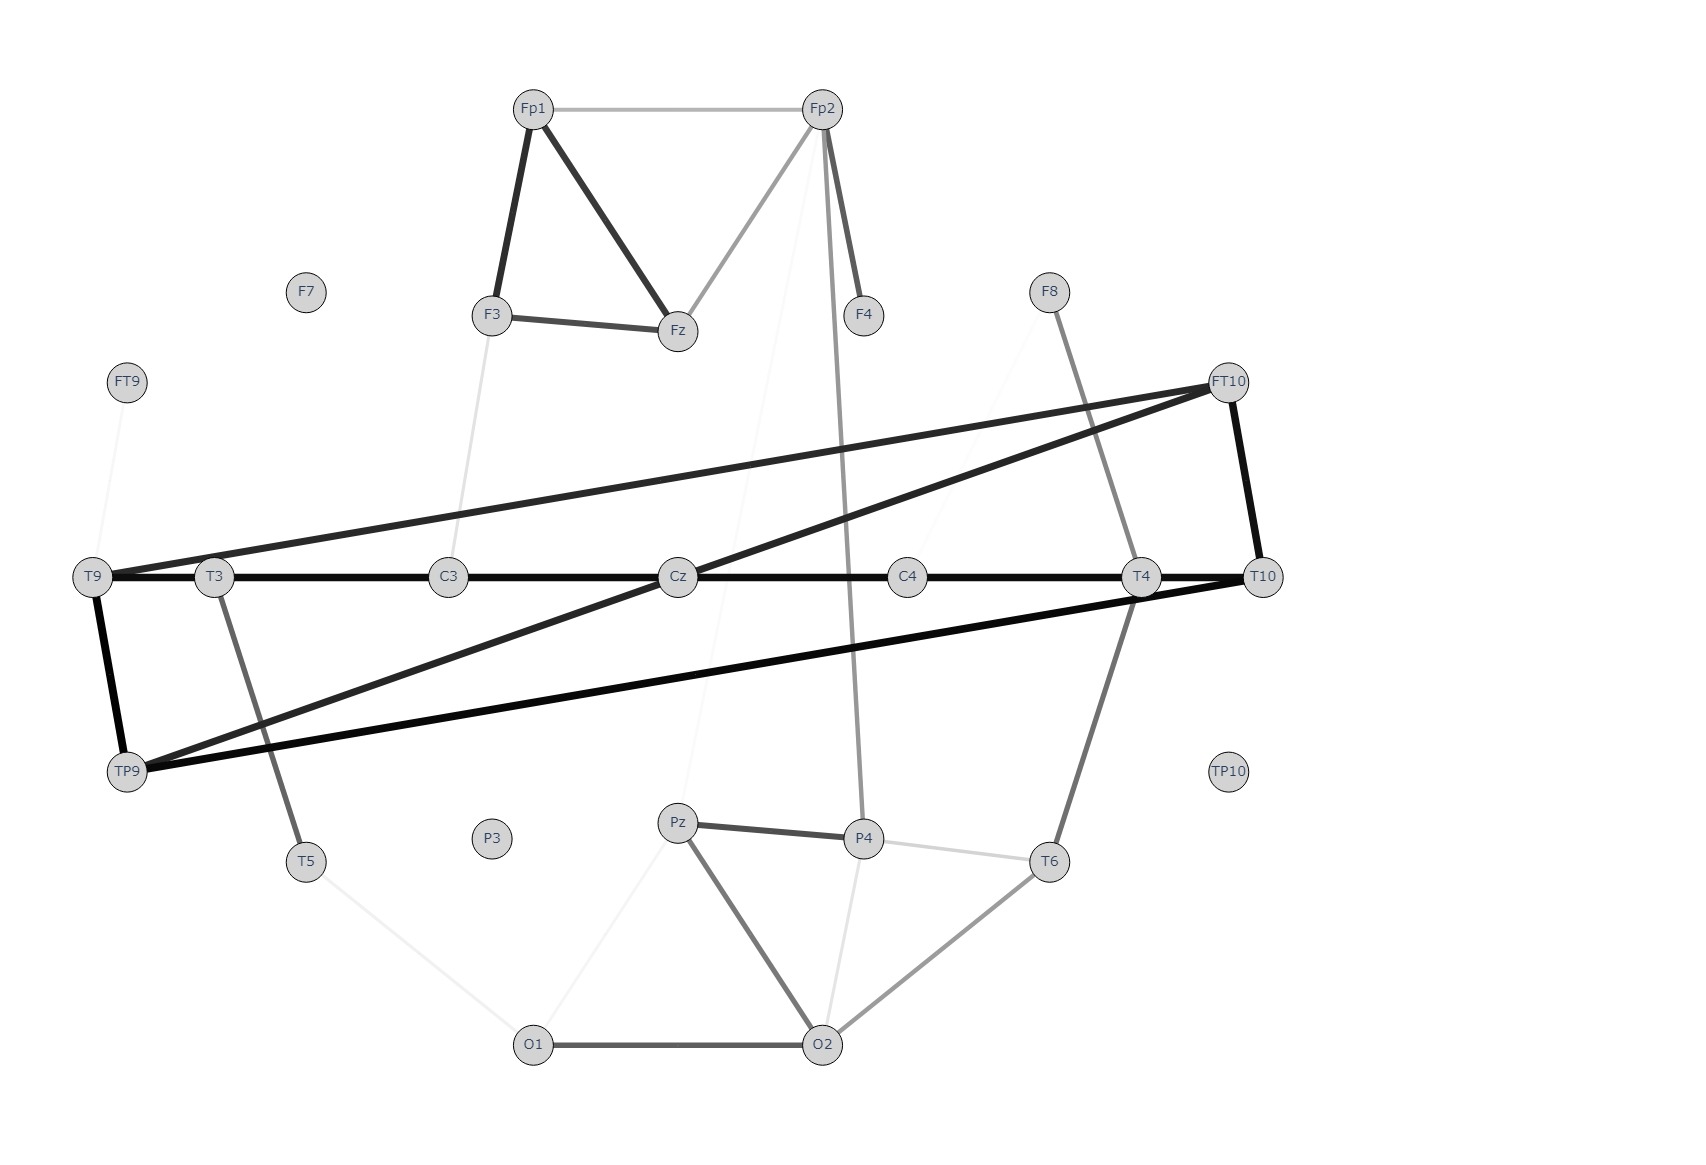 Fp1 Fp2
F7 F8
F3 Fz F4
FT9 FT10
T9 T3 C3 Cz C4 T4 T10
TP9 TP10
Pz
P3 P4
T5 T6
O1 O2